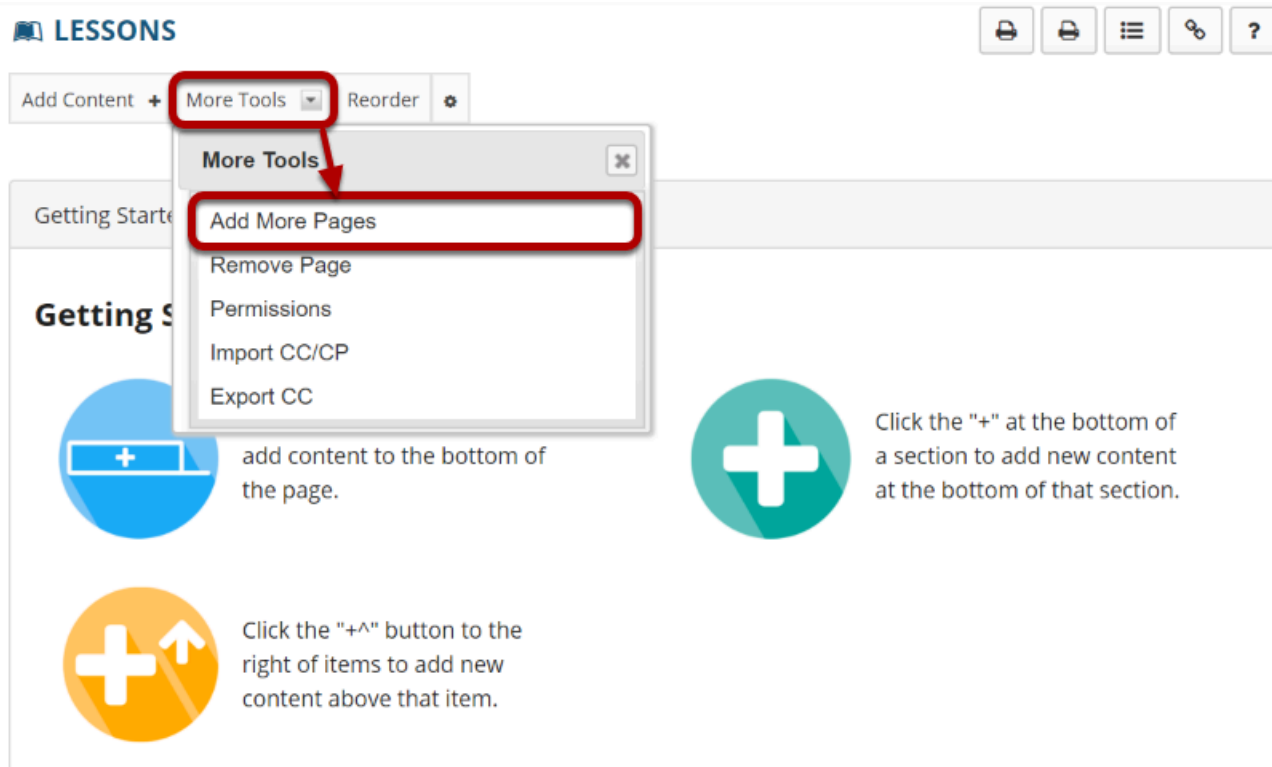 LESSONS
?
Add Content + More Tools Reorder
More Tools
Getting Starte
Add More Pages
Remove Page
Getting S
Permissions
Import CC/CP
Export CC
add content to the bottom of
the page.
Click the "+" at the bottom of
a section to add new content
at the bottom of that section.
Click the "+^" button to the
right of items to add new
content above that item.